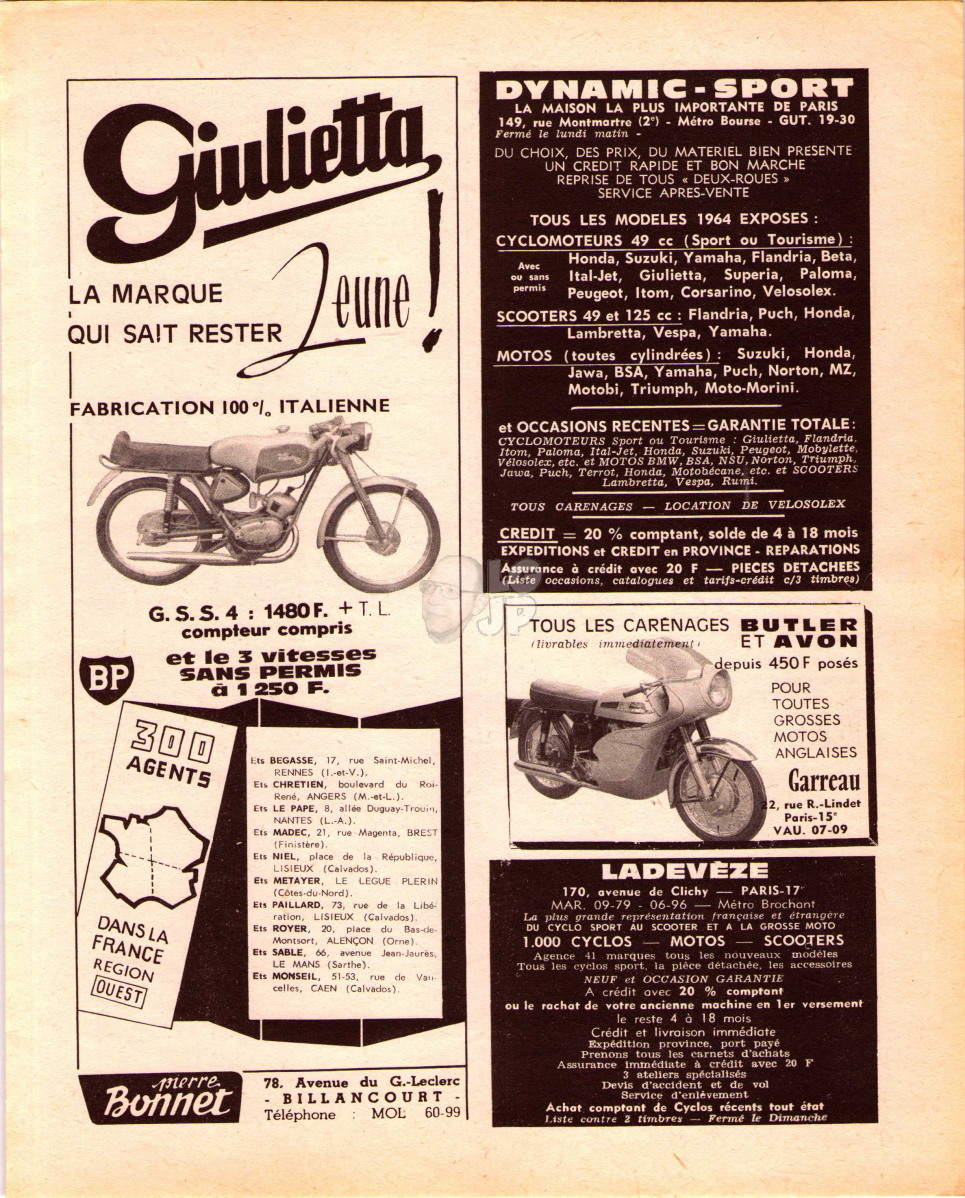 Giulietta
LA MARQUE
QUI SAIT RESTER Jeune!
FABRICATION 100 % ITALIENNE
G. S. S. 4 : 1480 F. + T. L.
compteur compris
et le 3 vitesses
SANS PERMIS
à 1 250 F.
BP
300
AGENTS
DANS LA
FRANCE
REGION
OUEST
Ets BEGASSE, 17, rue Saint-Michel,
RENNES (I.-et-V.).
Ets CHRETIEN, boulevard du Roi-
René, ANGERS (M.-et-L.).
Ets LE PAPE, 8, allée Duguay-Trouin,
NANTES (L.-A.).
Ets MADEC, 21, rue Magenta, BREST
(Finistère).
Ets NIEL, place de la République,
LISIEUX (Calvados).
Ets METAYER, LE LEGUE PLERIN
(Côtes-du-Nord).
Ets PAILLARD, 73, rue de la Libé-
ration, LISIEUX (Calvados).
Ets ROYER, 20, place du Bas-de-
Montsort, ALENÇON (Orne).
Ets SABLE, 66, avenue Jean-Jaurès,
LE MANS (Sarthe).
Ets MONSEIL, 51-53, rue de Vau-
celles, CAEN (Calvados).
pierre
Bonnet
78, Avenue du G.-Leclerc
- BILLANCOURT -
Téléphone : MOL 60-99
DYNAMIC-SPORT
LA MAISON LA PLUS IMPORTANTE DE PARIS
149, rue Montmartre (2e) - Métro Bourse - GUT. 19-30
Fermé le lundi matin -
DU CHOIX, DES PRIX, DU MATERIEL BIEN PRESENTE
UN CREDIT RAPIDE ET BON MARCHE
REPRISE DE TOUS « DEUX-ROUES »
SERVICE APRES-VENTE
TOUS LES MODELES 1964 EXPOSES :
CYCLOMOTEURS 49 cc (Sport ou Tourisme) :
Avec
ou sans
permis
Honda, Suzuki, Yamaha, Flandria, Beta,
Ital-Jet, Giulietta, Superia, Paloma,
Peugeot, Itom, Corsarino, Velosolex.
SCOOTERS 49 et 125 cc : Flandria, Puch, Honda,
Lambretta, Vespa, Yamaha.
MOTOS (toutes cylindrées) : Suzuki, Honda,
Jawa, BSA, Yamaha, Puch, Norton, MZ,
Motobi, Triumph, Moto-Morini.
et OCCASIONS RECENTES=GARANTIE TOTALE:
CYCLOMOTEURS Sport ou Tourisme : Giulietta, Flandria,
Itom, Paloma, Ital-Jet, Honda, Suzuki, Peugeot, Mobylette,
Vélosolex, etc. et MOTOS BMW, BSA, NSU, Norton, Triumph,
Jawa, Puch, Terrot, Honda, Motobécane, etc. et SCOOTERS
Lambretta, Vespa, Rumi.
TOUS CARENAGES — LOCATION DE VELOSOLEX
CREDIT = 20 % comptant, solde de 4 à 18 mois
EXPEDITIONS et CREDIT en PROVINCE - REPARATIONS
Assurance à crédit avec 20 F — PIECES DETACHEES
(Liste occasions, catalogues et tarifs-crédit c/3 timbres)
JP
TOUS LES CARÉNAGES BUTLER
(livrables immediatement) ET AVON
depuis 450 F posés
POUR
TOUTES
GROSSES
MOTOS
ANGLAISES
Garreau
22, rue R.-Lindet
Paris-15e
VAU. 07-09
LADEVÈZE
170, avenue de Clichy — PARIS-17e
MAR. 09-79 - 06-96 — Métro Brochant
La plus grande représentation française et étrangère
DU CYCLO SPORT AU SCOOTER ET A LA GROSSE MOTO
1.000 CYCLOS — MOTOS — SCOOTERS
Agence 41 marques tous les nouveaux modèles
Tous les cyclos sport, la pièce détachée, les accessoires
NEUF et OCCASION GARANTIE
A crédit avec 20 % comptant
ou le rachat de votre ancienne machine en 1er versement
le reste 4 à 18 mois
Crédit et livraison immédiate
Expédition province, port payé
Prenons tous les carnets d'achats
Assurance immédiate à crédit avec 20 F
3 ateliers spécialisés
Devis d'accident et de vol
Service d'enlèvement
Achat comptant de Cyclos récents tout état
Liste contre 2 timbres — Fermé le Dimanche